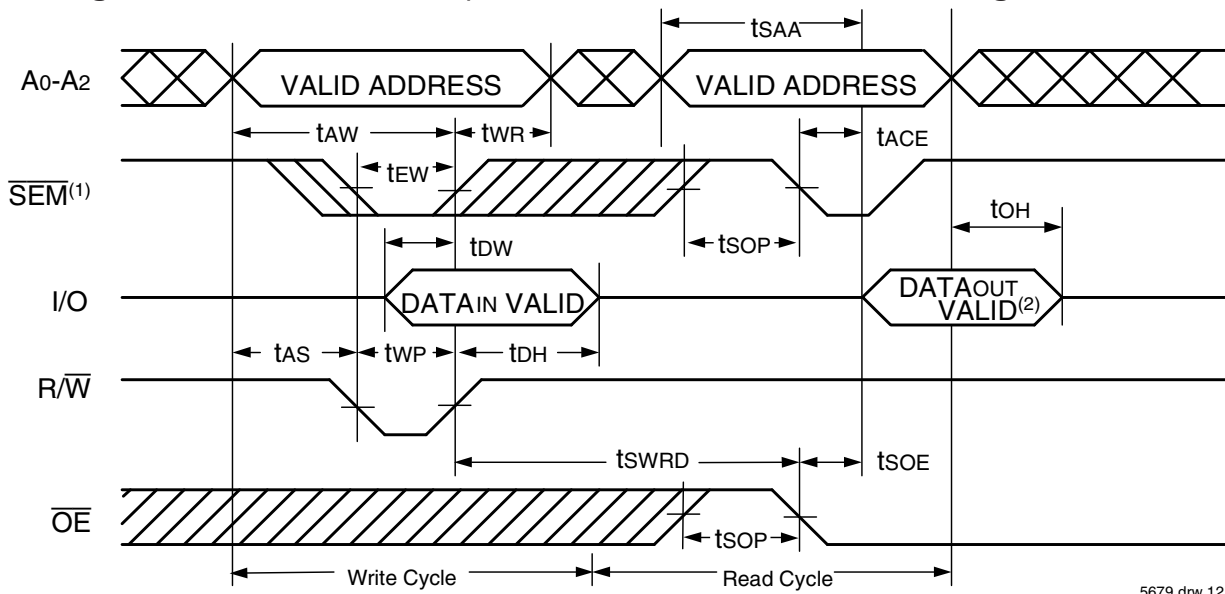 tSAA
A0-A2
VALID ADDRESS
VALID ADDRESS
tAW
tWR
tACE
tEW
SEM(1)
tSOP
tOH
tDW
I/O
DATAIN VALID
DATAOUT
VALID(2)
tAS
tWP
tDH
R/W
tSWRD
tSOE
OE
tSOP
Write Cycle
Read Cycle
5679 drw 12